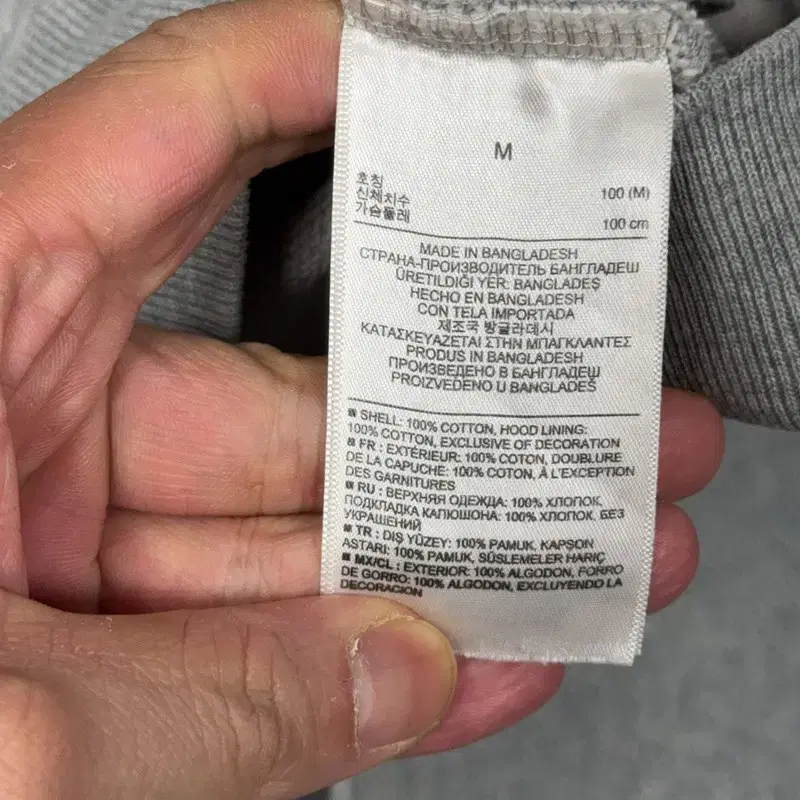 M
호칭 100 (M)
신체치수
가슴둘레 100 cm
MADE IN BANGLADESH
СТРАНА-ПРОИЗВОДИТЕЛЬ БАНГЛАДЕШ
ÜRETİLDİĞİ YER: BANGLADEŞ
HECHO EN BANGLADESH
CON TELA IMPORTADA
제조국 방글라데시
ΚΑΤΑΣΚΕΥΑΖΕΤΑΙ ΣΤΗΝ ΜΠΑΓΚΛΑΝΤΕΣ
PRODUS IN BANGLADESH
ПРОИЗВЕДЕНО В БАНГЛАДЕШ
PROIZVEDENO U BANGLADEŠ
SHELL: 100% COTTON, HOOD LINING:
100% COTTON, EXCLUSIVE OF DECORATION
FR : EXTÉRIEUR: 100% COTON, DOUBLURE
DE LA CAPUCHE: 100% COTON, À L'EXCEPTION
DES GARNITURES
RU : ВЕРХНЯЯ ОДЕЖДА: 100% ХЛОПОК,
ПОДКЛАДКА КАПЮШОНА: 100% ХЛОПОК, БЕЗ
УКРАШЕНИЙ
TR : DIŞ YÜZEY: 100% PAMUK, KAPŞON
ASTARI: 100% PAMUK, SÜSLEMELER HARİÇ
MX/CL : EXTERIOR: 100% ALGODON, FORRO
DE GORRO: 100% ALGODON, EXCLUYENDO LA
DECORACION